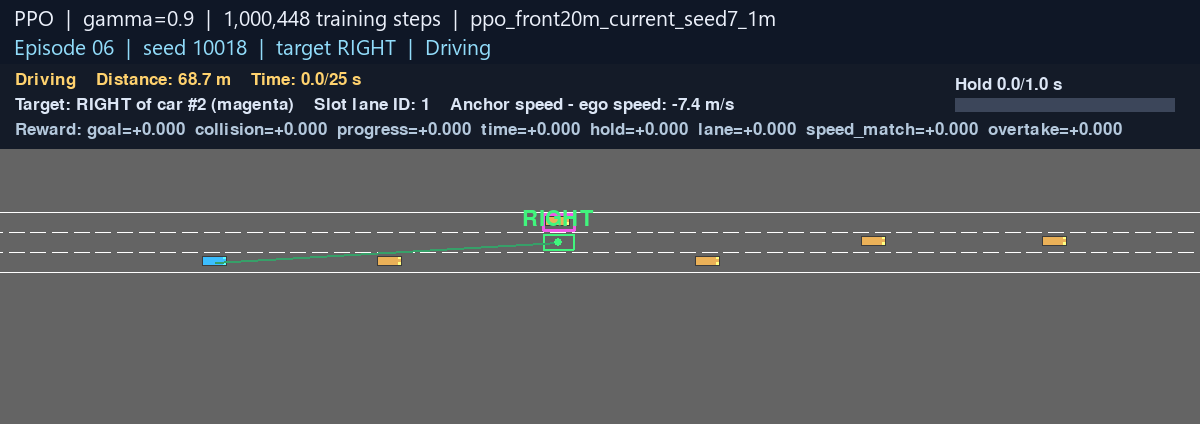 PPO | gamma=0.9 | 1,000,448 training steps | ppo_front20m_current_seed7_1m
Episode 06 | seed 10018 | target RIGHT | Driving
Driving Distance: 68.7 m Time: 0.0/25 s
Hold 0.0/1.0 s
Target: RIGHT of car #2 (magenta) Slot lane ID: 1 Anchor speed - ego speed: -7.4 m/s
Reward: goal=+0.000 collision=+0.000 progress=+0.000 time=+0.000 hold=+0.000 lane=+0.000 speed_match=+0.000 overtake=+0.000
RIGHT